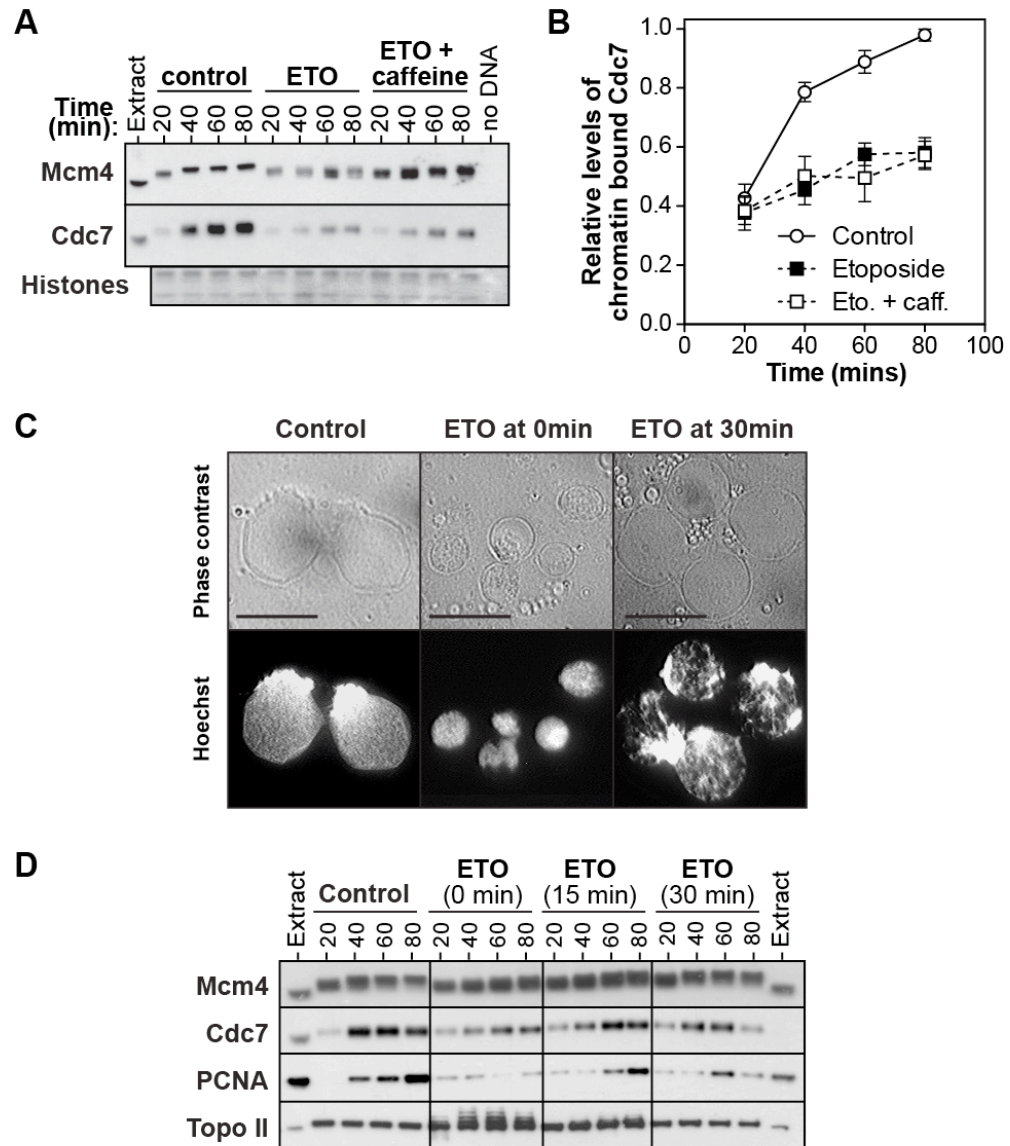 A
Extract
control
ETO
ETO +
caffeine
no DNA
Time
(min):
20 40 60 80 20 40 60 80 20 40 60 80
Mcm4
Cdc7
Histones
B
Relative levels of
chromatin bound Cdc7
1.0
0.8
0.6
0.4
0.2
0.0
Control
Etoposide
Eto. + caff.
0 20 40 60 80 100
Time (mins)
C
Control ETO at 0min ETO at 30min
Phase contrast
Hoechst
D
Extract
Control
ETO
(0 min)
ETO
(15 min)
ETO
(30 min)
Extract
20 40 60 80 20 40 60 80 20 40 60 80 20 40 60 80
Mcm4
Cdc7
PCNA
Topo II